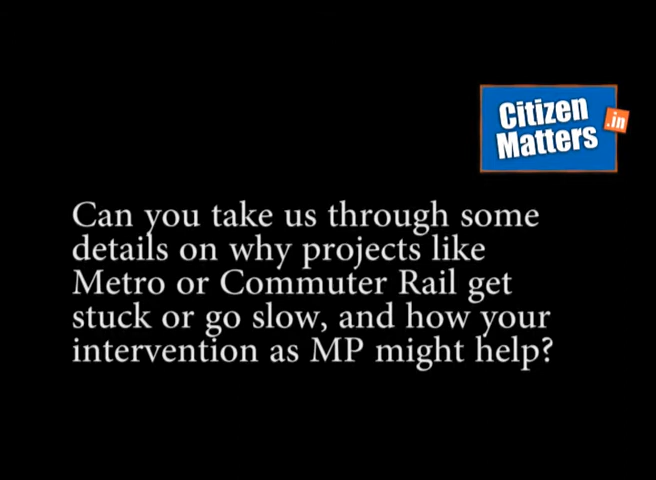 Citizen
Matters
.in
Can you take us through some
details on why projects like
Metro or Commuter Rail get
stuck or go slow, and how your
intervention as MP might help?